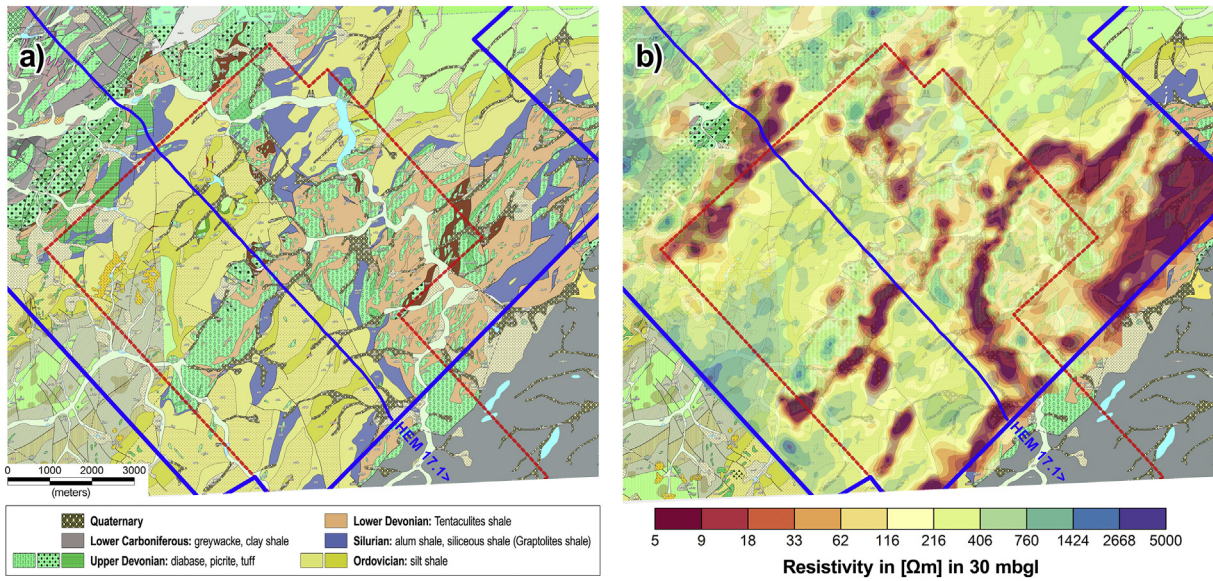 a)
b)
HEM 17.1>
HEM 17.1>
0 1000 2000 3000
(meters)
Quaternary
Lower Carboniferous: greywacke, clay shale
Upper Devonian: diabase, picrite, tuff
Lower Devonian: Tentaculites shale
Silurian: alum shale, siliceous shale (Graptolites shale)
Ordovician: silt shale
5 9 18 33 62 116 216 406 760 1424 2668 5000
Resistivity in [Ωm] in 30 mbgl